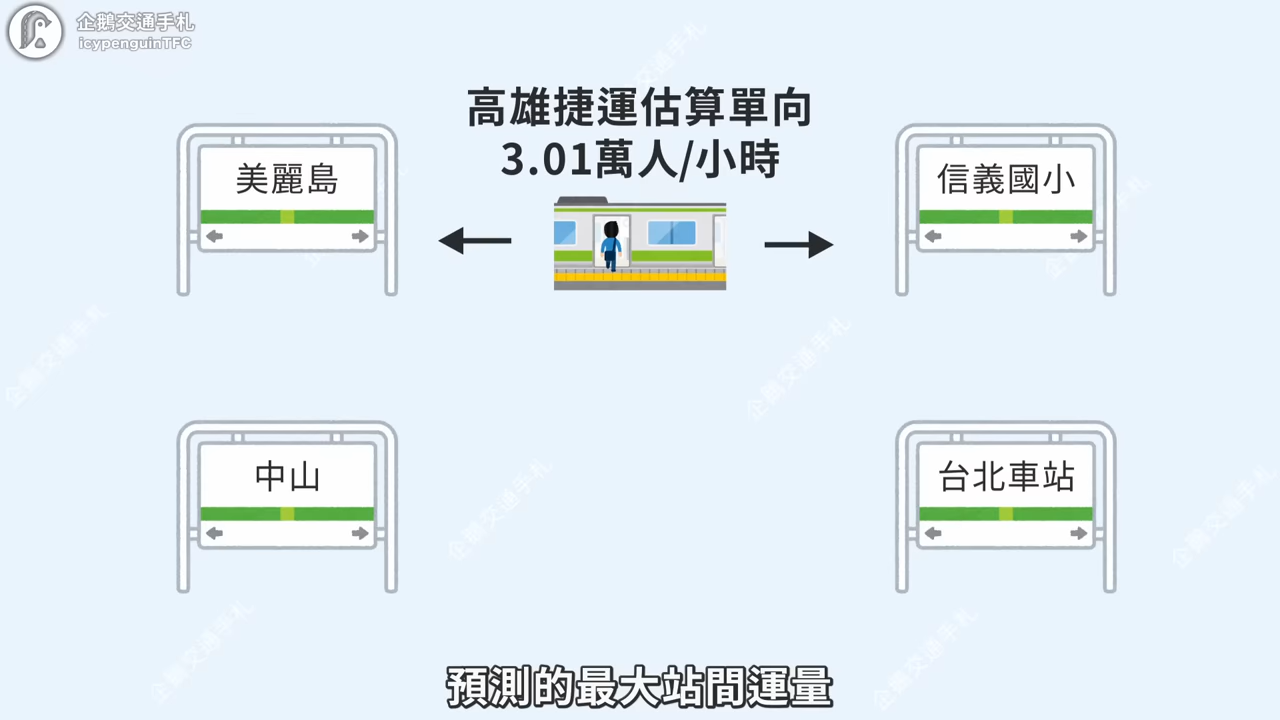 企鵝交通手札
icypenguinTFC
高雄捷運估算單向
3.01萬人/小時
美麗島
信義國小
中山
台北車站
預測的最大站間運量